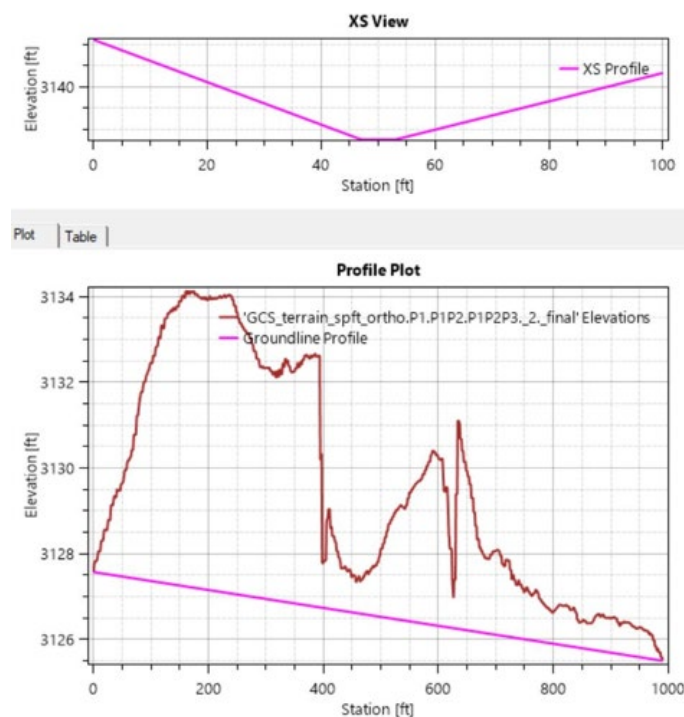 XS View
Elevation [ft]
3140
XS Profile
0 20 40 60 80 100
Station [ft]
Plot Table
Profile Plot
Elevation [ft]
3134
'GCS_terrain_spft_ortho.P1.P1P2.P1P2P3._2._final' Elevations
Groundline Profile
3132
3130
3128
3126
0 200 400 600 800 1000
Station [ft]